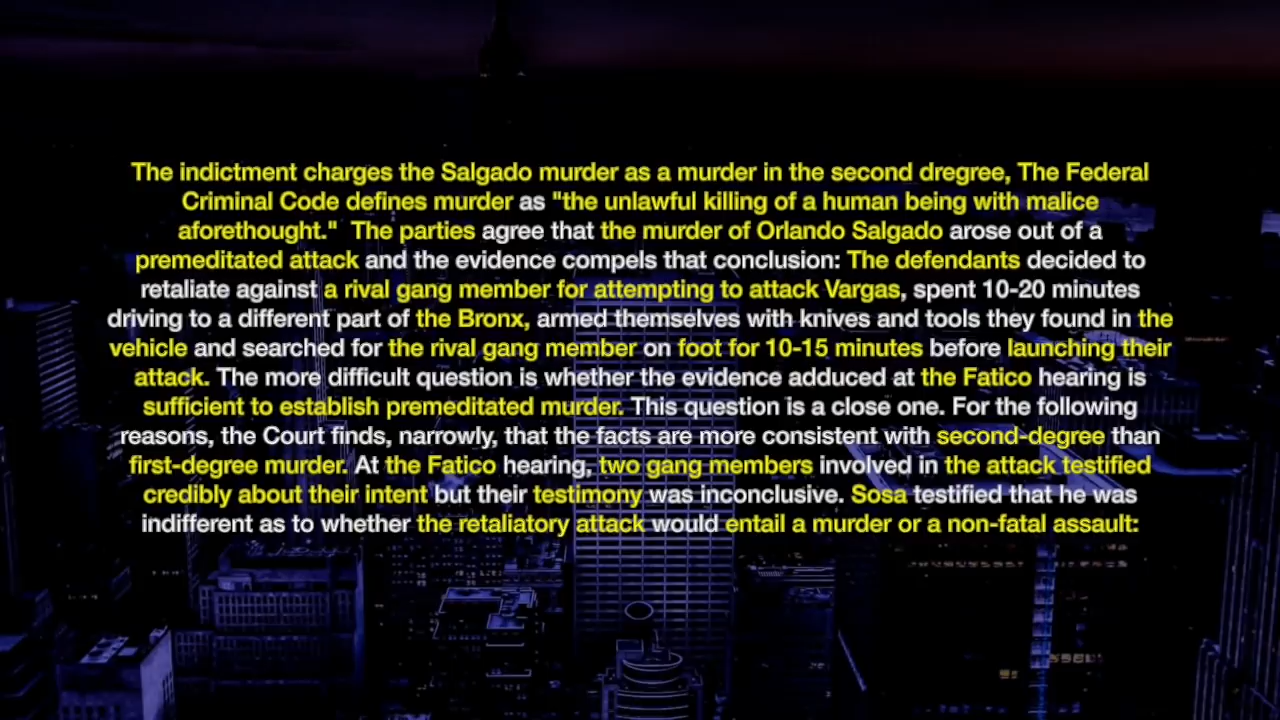 The indictment charges the Salgado murder as a murder in the second dregree, The Federal
Criminal Code defines murder as "the unlawful killing of a human being with malice
aforethought."  The parties agree that the murder of Orlando Salgado arose out of a
premeditated attack and the evidence compels that conclusion: The defendants decided to
retaliate against a rival gang member for attempting to attack Vargas, spent 10-20 minutes
driving to a different part of the Bronx, armed themselves with knives and tools they found in the
vehicle and searched for the rival gang member on foot for 10-15 minutes before launching their
attack. The more difficult question is whether the evidence adduced at the Fatico hearing is
sufficient to establish premeditated murder. This question is a close one. For the following
reasons, the Court finds, narrowly, that the facts are more consistent with second-degree than
first-degree murder. At the Fatico hearing, two gang members involved in the attack testified
credibly about their intent but their testimony was inconclusive. Sosa testified that he was
indifferent as to whether the retaliatory attack would entail a murder or a non-fatal assault: